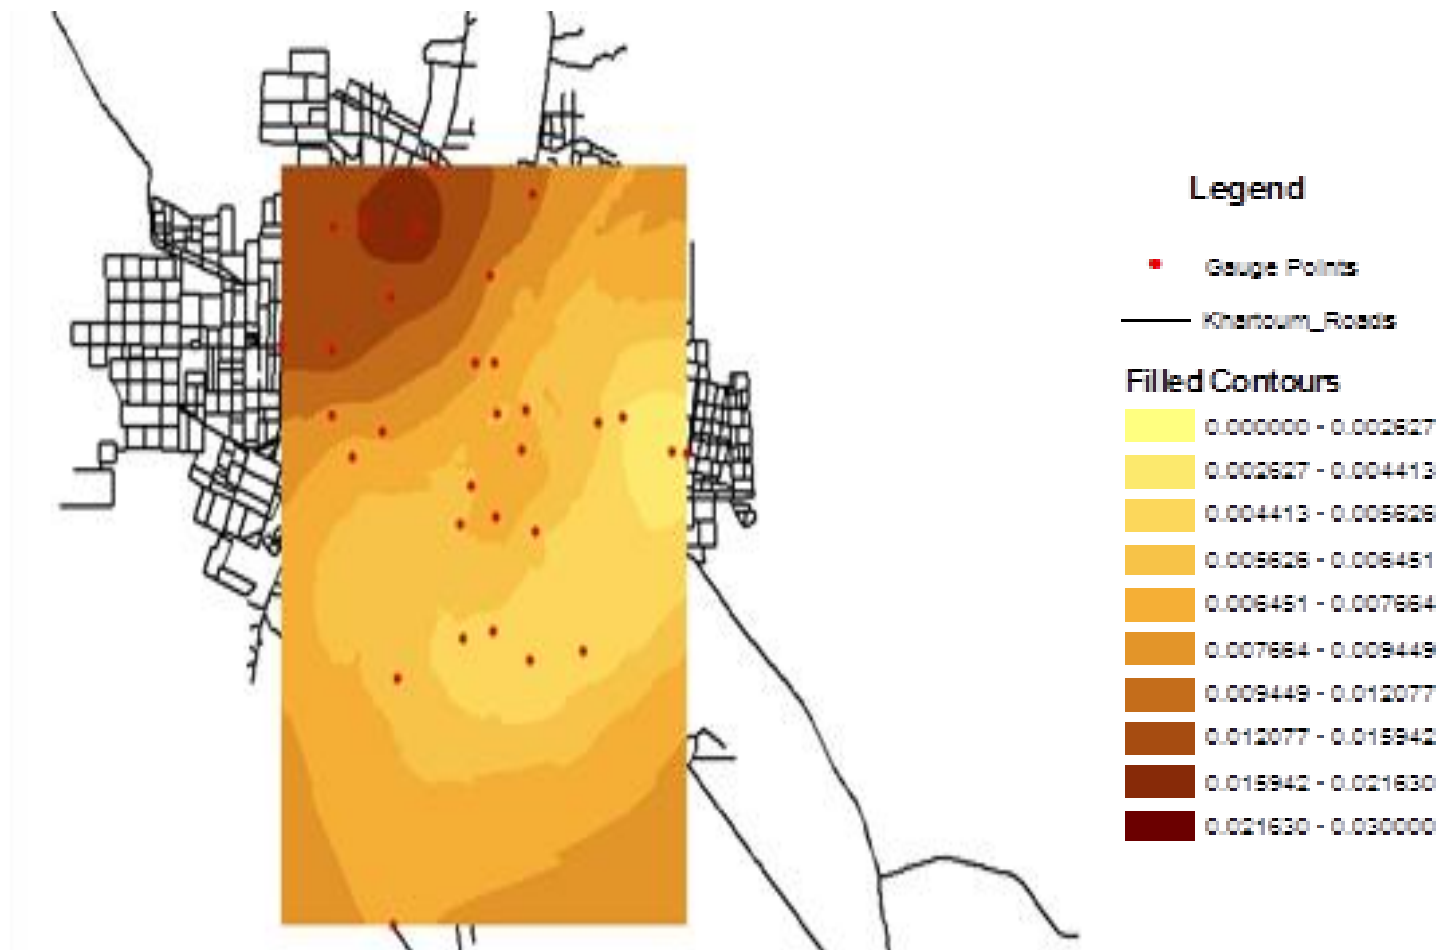 Legend
Gauge Points
Khartoum_Roads
Filled Contours
0.000000 - 0.002627
0.002627 - 0.004413
0.004413 - 0.005626
0.005626 - 0.006451
0.006451 - 0.007664
0.007664 - 0.009449
0.009449 - 0.012077
0.012077 - 0.015942
0.015942 - 0.021630
0.021630 - 0.030000